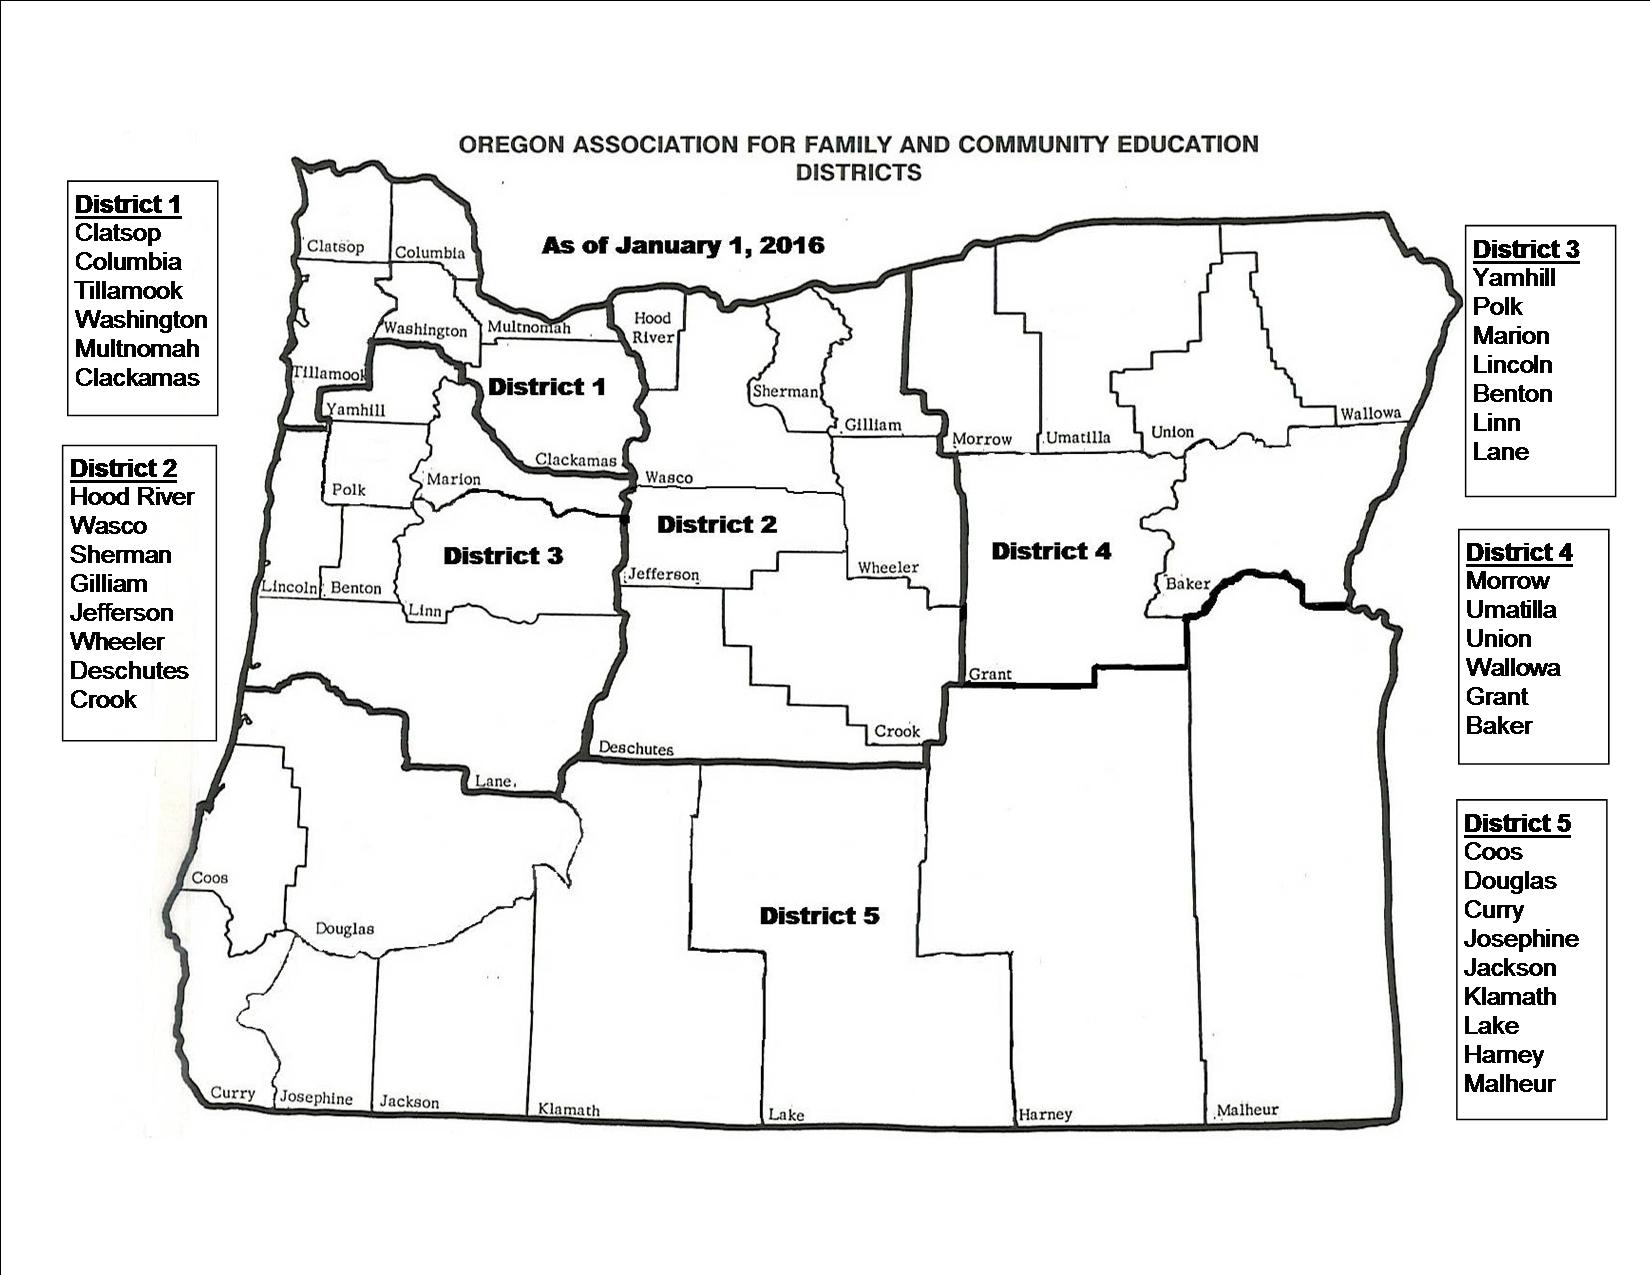 OREGON ASSOCIATION FOR FAMILY AND COMMUNITY EDUCATION
DISTRICTS
As of January 1, 2016
District 1
Clatsop
Columbia
Tillamook
Washington
Multnomah
Clackamas
District 2
Hood River
Wasco
Sherman
Gilliam
Jefferson
Wheeler
Deschutes
Crook
District 3
Yamhill
Polk
Marion
Lincoln
Benton
Linn
Lane
District 4
Morrow
Umatilla
Union
Wallowa
Grant
Baker
District 5
Coos
Douglas
Curry
Josephine
Jackson
Klamath
Lake
Harney
Malheur
Clatsop
Columbia
Washington
Multnomah
Hood
River
Tillamook
District 1
Sherman
Yamhill
Gilliam
Wallowa
Morrow
Umatilla
Union
Clackamas
Marion
Wasco
Polk
District 2
District 3
District 4
Jefferson
Wheeler
Lincoln
Benton
Baker
Linn
Grant
Crook
Deschutes
Lane
Coos
District 5
Douglas
Curry
Josephine
Jackson
Klamath
Lake
Harney
Malheur